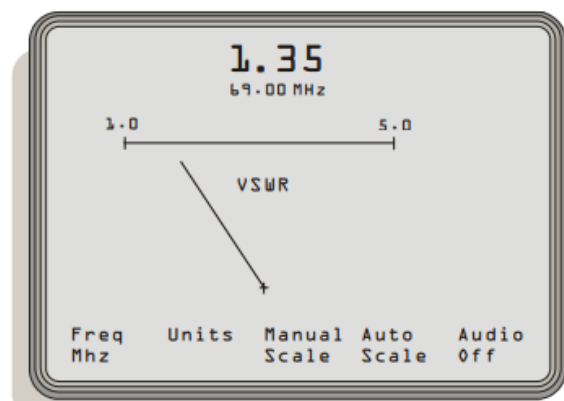 1.35
69.00 MHz
1.0 5.0
VSWR
Freq Units Manual Auto Audio
Mhz Scale Scale Off